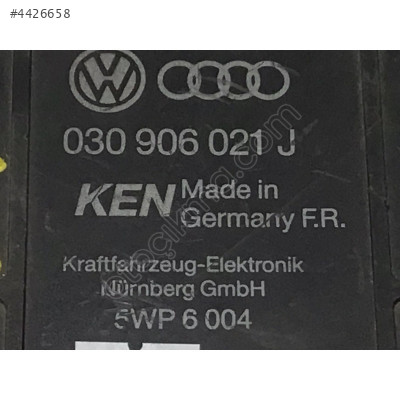 #4426658
030 906 021 J
KEN Made in
Germany F.R.
Kraftfahrzeug-Elektronik
Nürnberg GmbH
5WP 6 004